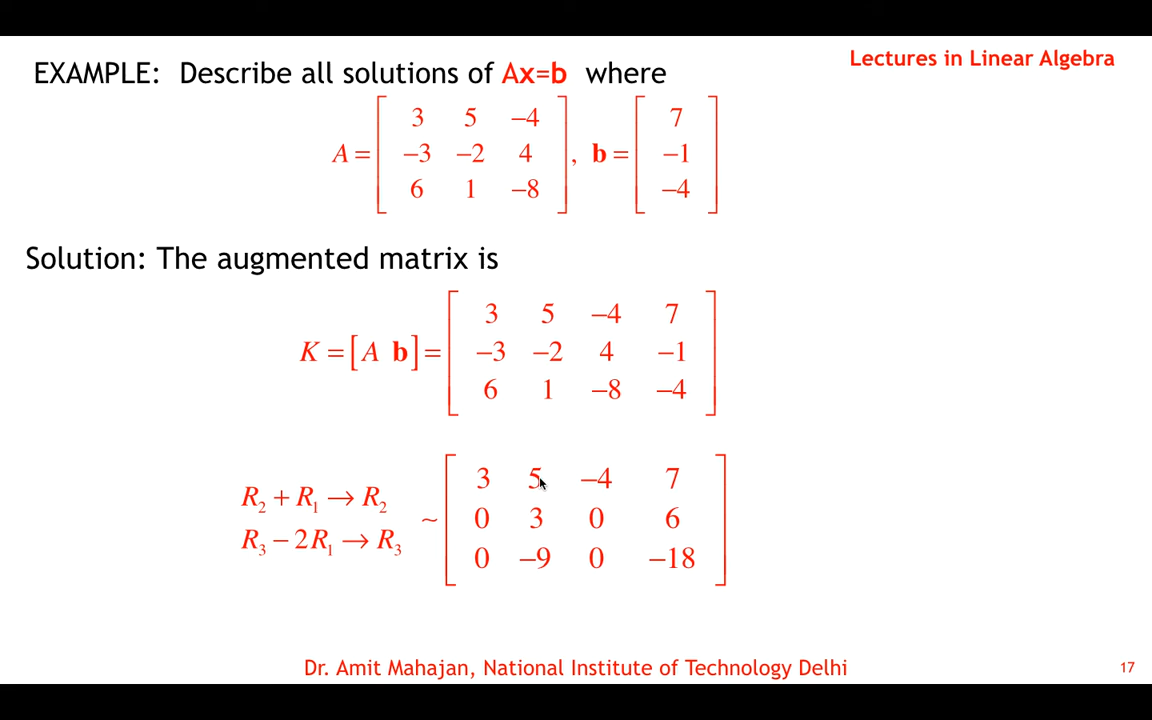 EXAMPLE: Describe all solutions of Ax=b where
Lectures in Linear Algebra
A = [ 3 5 –4
–3 –2 4
6 1 –8 ], b = [ 7
–1
–4 ]
Solution: The augmented matrix is
K = [A b] = [ 3 5 –4 7
–3 –2 4 –1
6 1 –8 –4 ]
R₂ + R₁ → R₂
R₃ – 2R₁ → R₃
~ [ 3 5 –4 7
0 3 0 6
0 –9 0 –18 ]
Dr. Amit Mahajan, National Institute of Technology Delhi
17